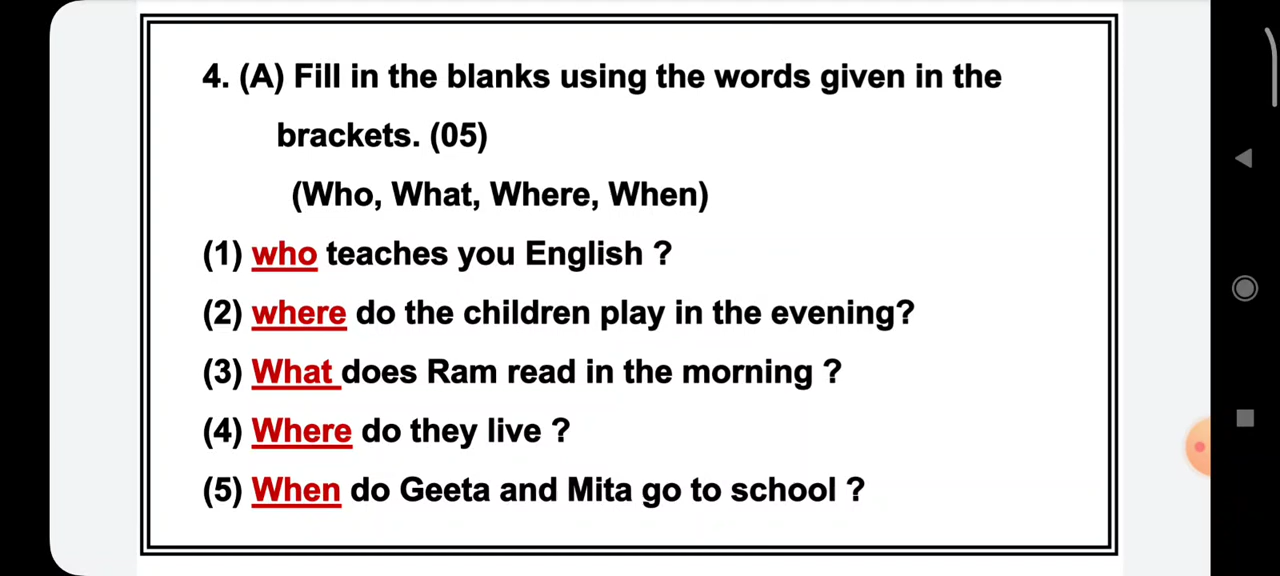 4. (A) Fill in the blanks using the words given in the
brackets. (05)
(Who, What, Where, When)
(1) who teaches you English ?
(2) where do the children play in the evening?
(3) What does Ram read in the morning ?
(4) Where do they live ?
(5) When do Geeta and Mita go to school ?